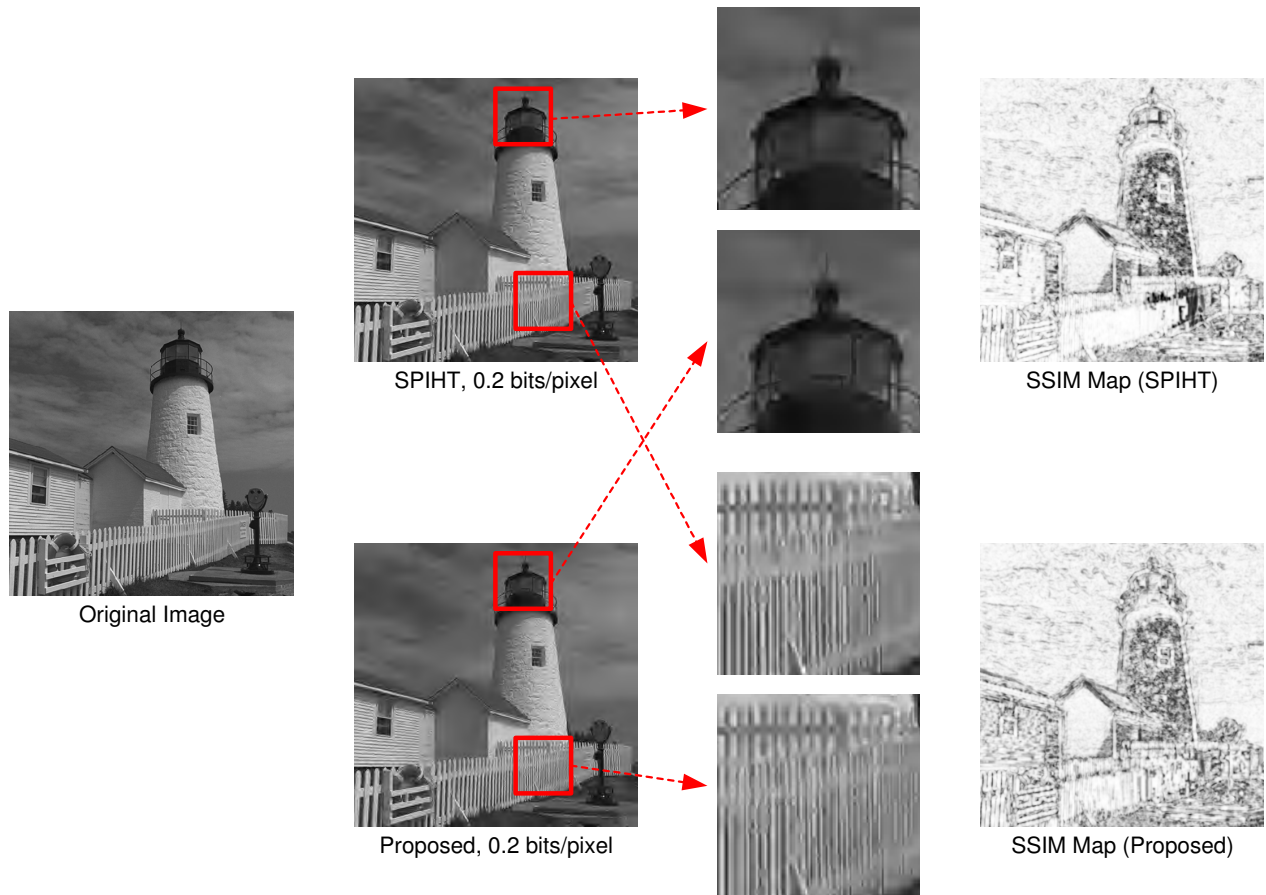 SPIHT, 0.2 bits/pixel
SSIM Map (SPIHT)
Original Image
Proposed, 0.2 bits/pixel
SSIM Map (Proposed)